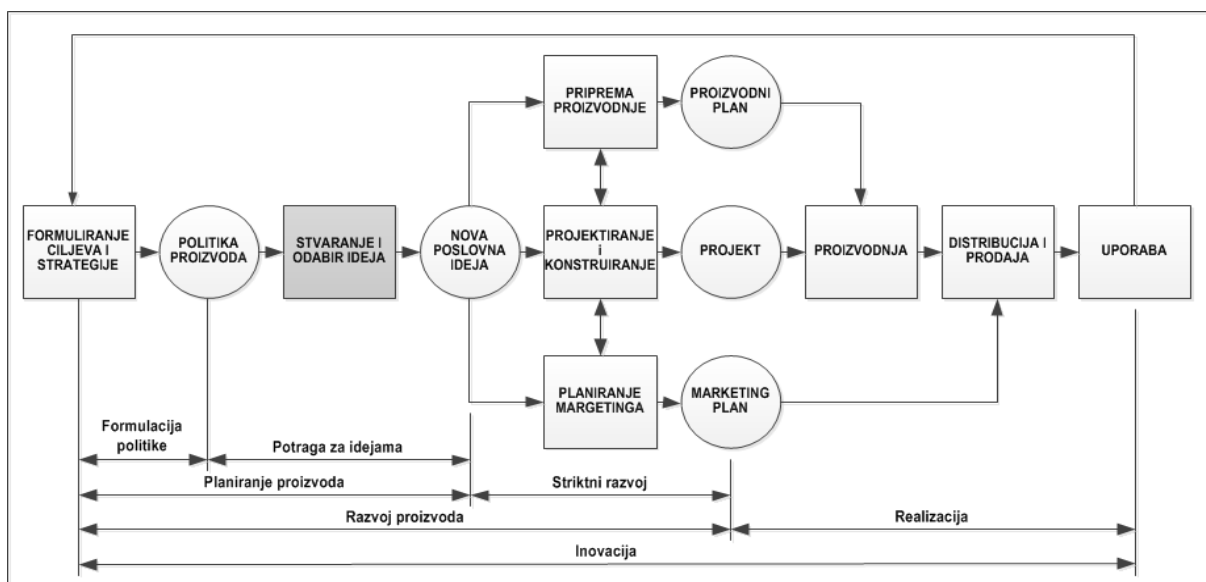 PRIPREMA
PROIZVODNJE
PROIZVODNI
PLAN
FORMULIRANJE
CILJEVA I
STRATEGIJE
POLITIKA
PROIZVODA
STVARANJE I
ODABIR IDEJA
NOVA
POSLOVNA
IDEJA
PROJEKTIRANJE
i
KONSTRUIRANJE
PROJEKT
PROIZVODNJA
DISTRIBUCIJA I
PRODAJA
UPORABA
PLANIRANJE
MARGETINGA
MARKETING
PLAN
Formulacija
politike
Potraga za idejama
Planiranje proizvoda
Striktni razvoj
Razvoj proizvoda
Realizacija
Inovacija